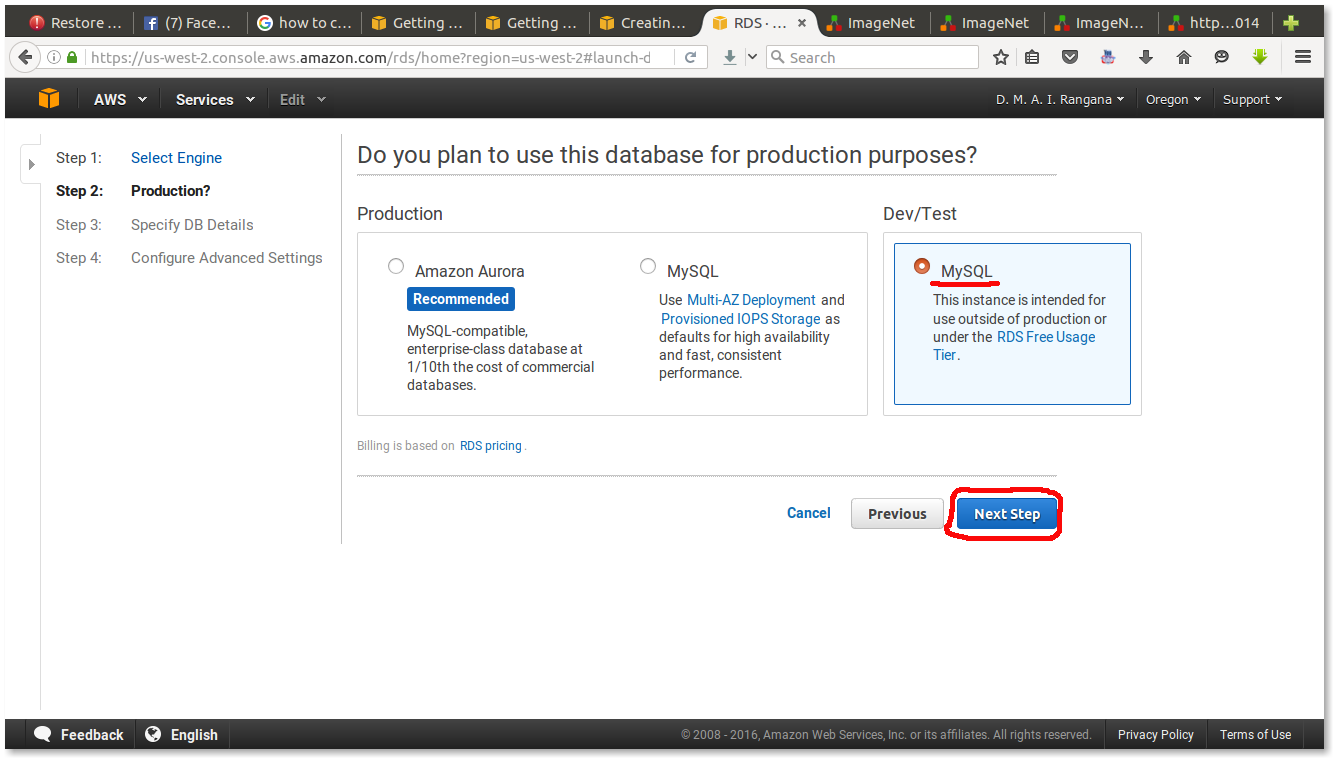 Restore ...
(7) Face...
how to c...
Getting ...
Getting ...
Creatin...
RDS · ...
ImageNet
ImageNet
ImageN...
http...014
https://us-west-2.console.aws.amazon.com/rds/home?region=us-west-2#launch-d
Search
AWS
Services
Edit
D. M. A. I. Rangana
Oregon
Support
Step 1: Select Engine
Step 2: Production?
Step 3: Specify DB Details
Step 4: Configure Advanced Settings
Do you plan to use this database for production purposes?
Production
Amazon Aurora
Recommended
MySQL-compatible,
enterprise-class database at
1/10th the cost of commercial
databases.
MySQL
Use Multi-AZ Deployment and
Provisioned IOPS Storage as
defaults for high availability
and fast, consistent
performance.
Dev/Test
MySQL
This instance is intended for
use outside of production or
under the RDS Free Usage
Tier.
Billing is based on RDS pricing.
Cancel
Previous
Next Step
Feedback
English
© 2008 - 2016, Amazon Web Services, Inc. or its affiliates. All rights reserved.
Privacy Policy
Terms of Use